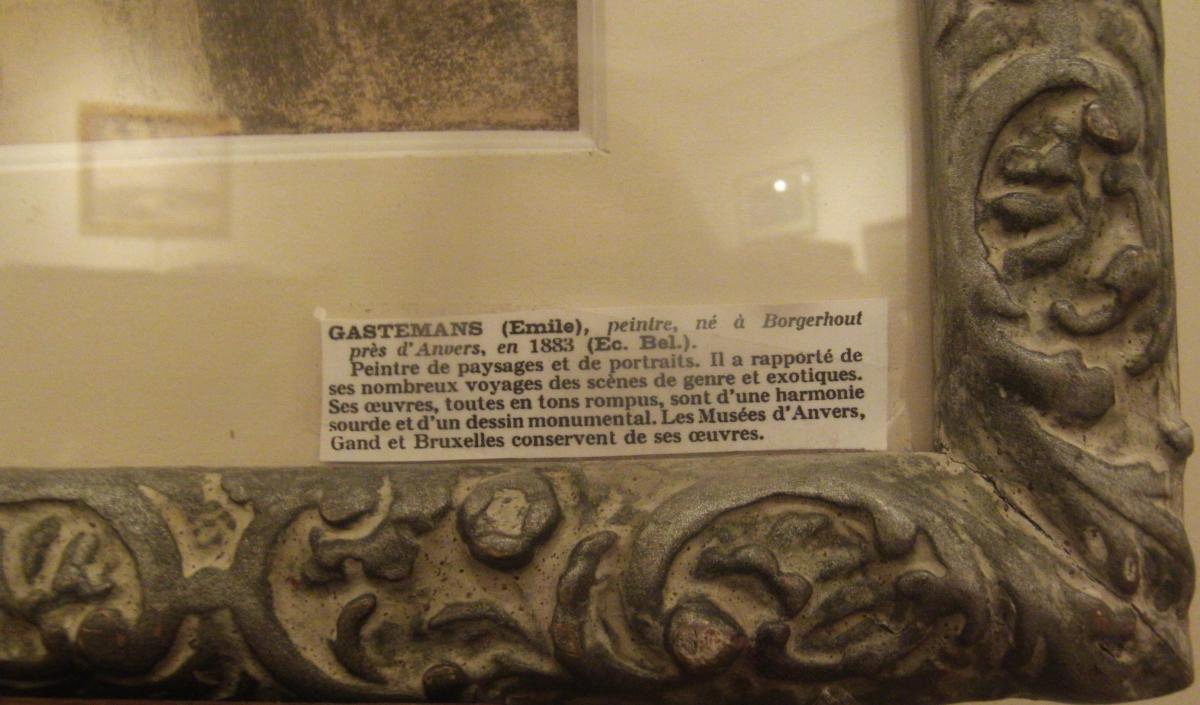 GASTEMANS (Emile), peintre, né à Borgerhout
près d'Anvers, en 1883 (Ec. Bel.).
Peintre de paysages et de portraits. Il a rapporté de
ses nombreux voyages des scènes de genre et exotiques.
Ses œuvres, toutes en tons rompus, sont d'une harmonie
sourde et d'un dessin monumental. Les Musées d'Anvers,
Gand et Bruxelles conservent de ses œuvres.